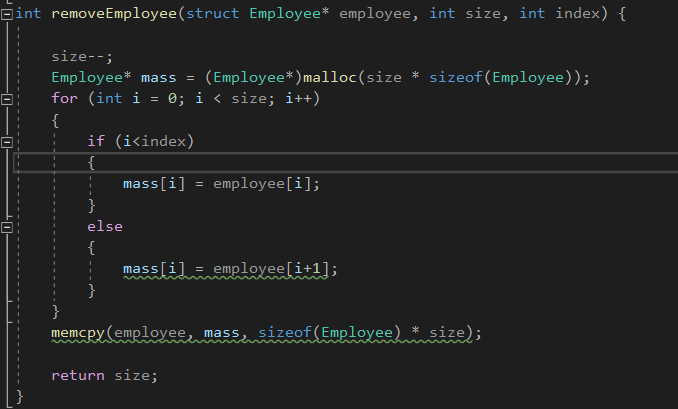 int removeEmployee(struct Employee* employee, int size, int index) {
size--;
Employee* mass = (Employee*)malloc(size * sizeof(Employee));
for (int i = 0; i < size; i++)
{
if (i<index)
{
mass[i] = employee[i];
}
else
{
mass[i] = employee[i+1];
}
}
memcpy(employee, mass, sizeof(Employee) * size);
return size;
}